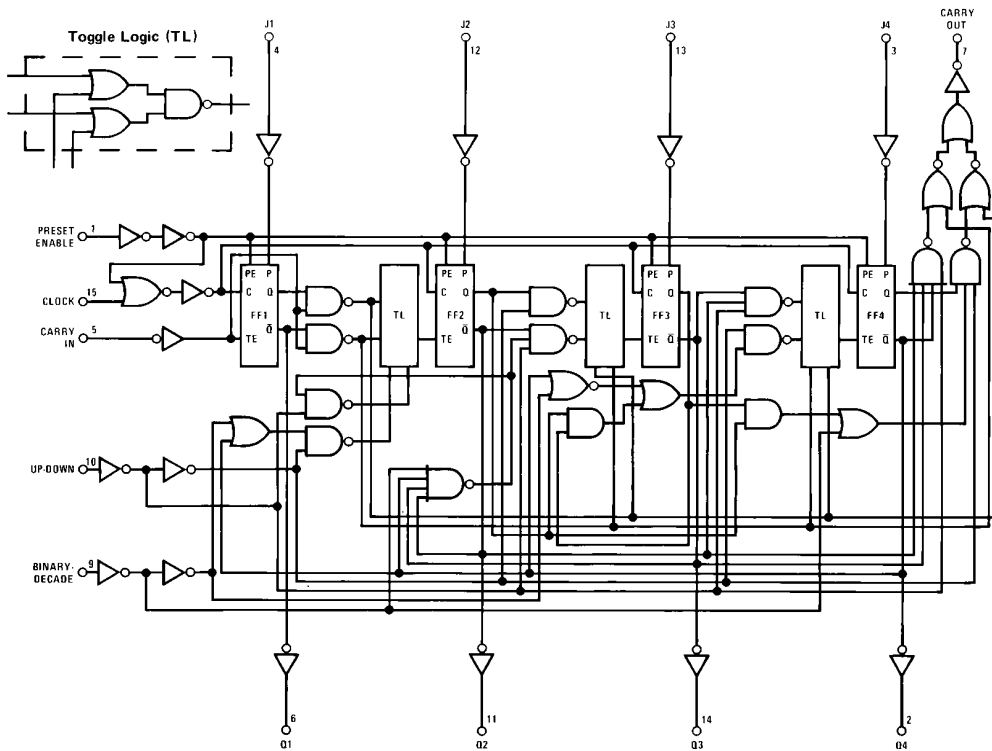 Toggle Logic (TL)
J1
4
J2
12
J3
13
J4
3
CARRY
OUT
7
PRESET
ENABLE
1
CLOCK
15
CARRY
IN
5
PE P
C Q
FF1
TE Q̅
TL
PE P
C Q
FF2
TE Q̅
TL
PE P
C Q
FF3
TE Q̅
TL
PE P
C Q
FF4
TE Q̅
UP-DOWN
10
BINARY-
DECADE
9
6
Q1
11
Q2
14
Q3
2
Q4